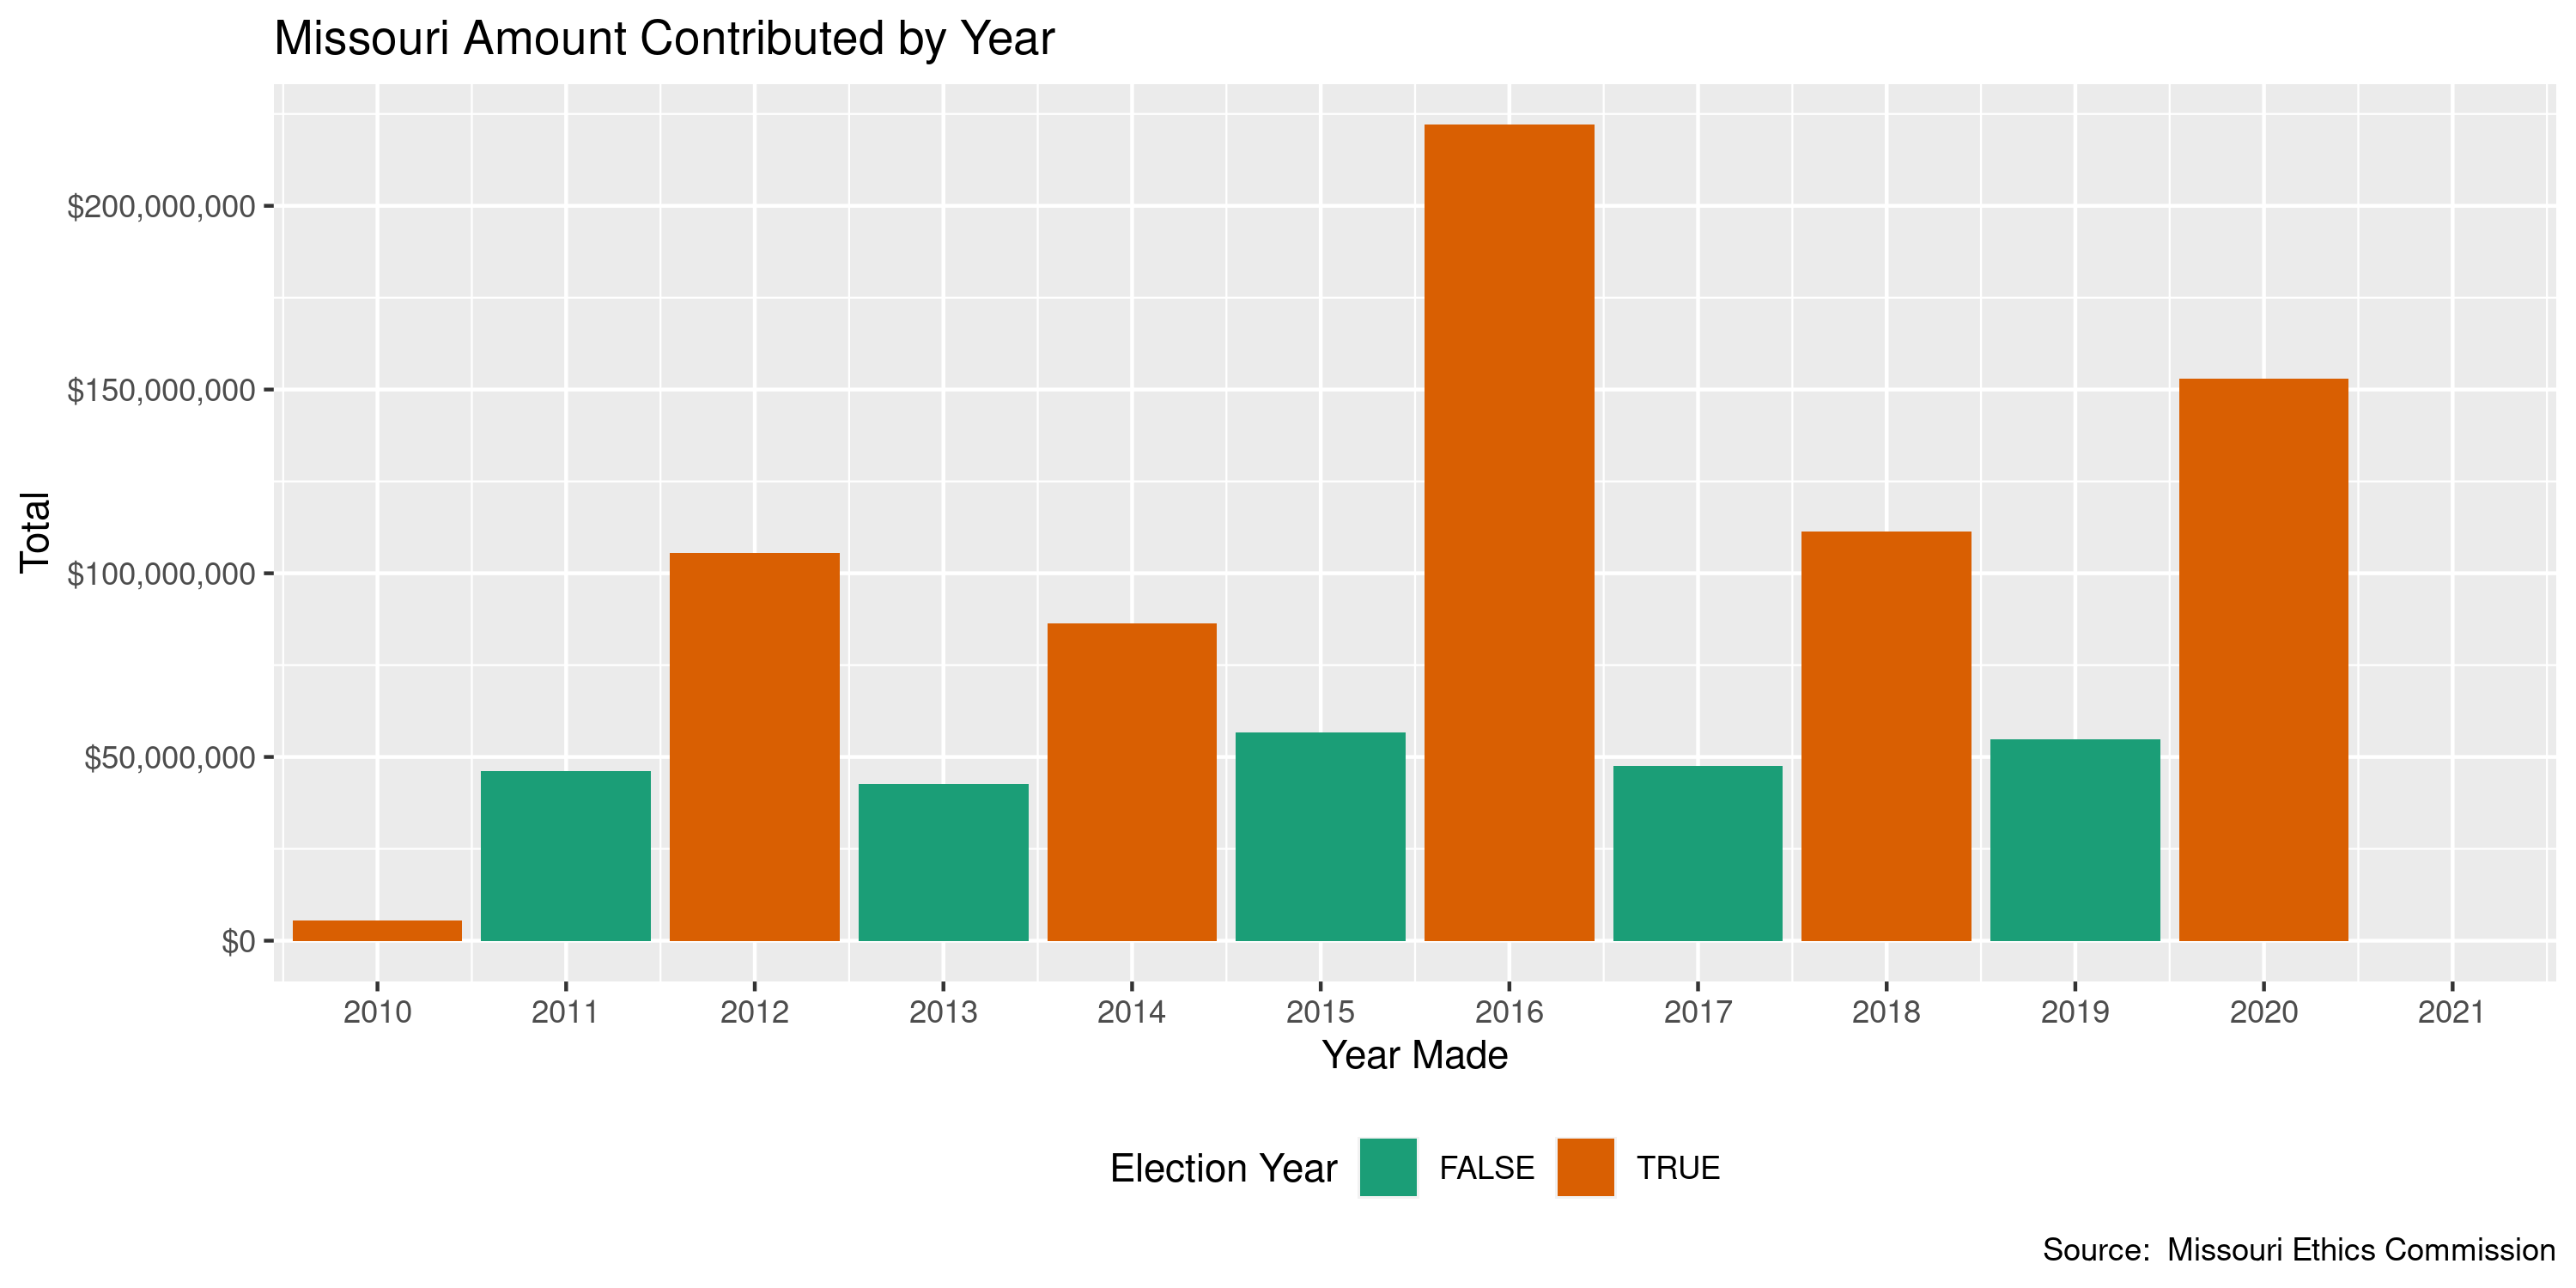 Missouri Amount Contributed by Year
Total
$200,000,000
$150,000,000
$100,000,000
$50,000,000
$0
2010 2011 2012 2013 2014 2015 2016 2017 2018 2019 2020 2021
Year Made
Election Year FALSE TRUE
Source:  Missouri Ethics Commission